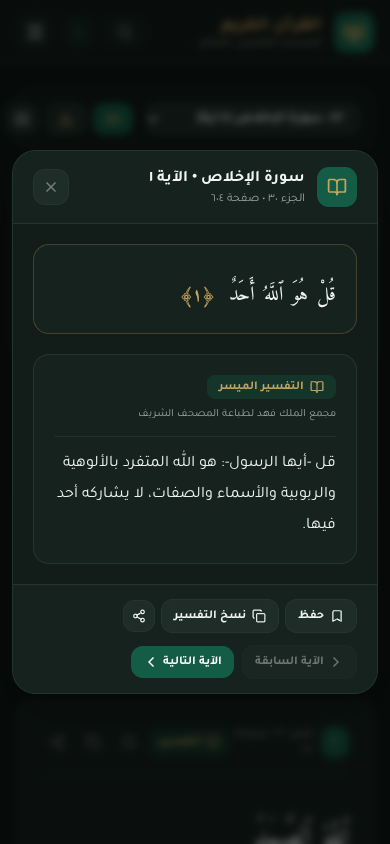 القرآن الكريم
سورة الإخلاص • الآية ١
الجزء ٣٠ • صفحة ٦٠٤
قُلْ هُوَ ٱللَّهُ أَحَدٌ ﴿١﴾
التفسير الميسر
مجمع الملك فهد لطباعة المصحف الشريف
قل -أيها الرسول-: هو الله المتفرد بالألوهية
والربوبية والأسماء والصفات، لا يشاركه أحد
فيها.
حفظ
نسخ التفسير
الآية السابقة
الآية التالية